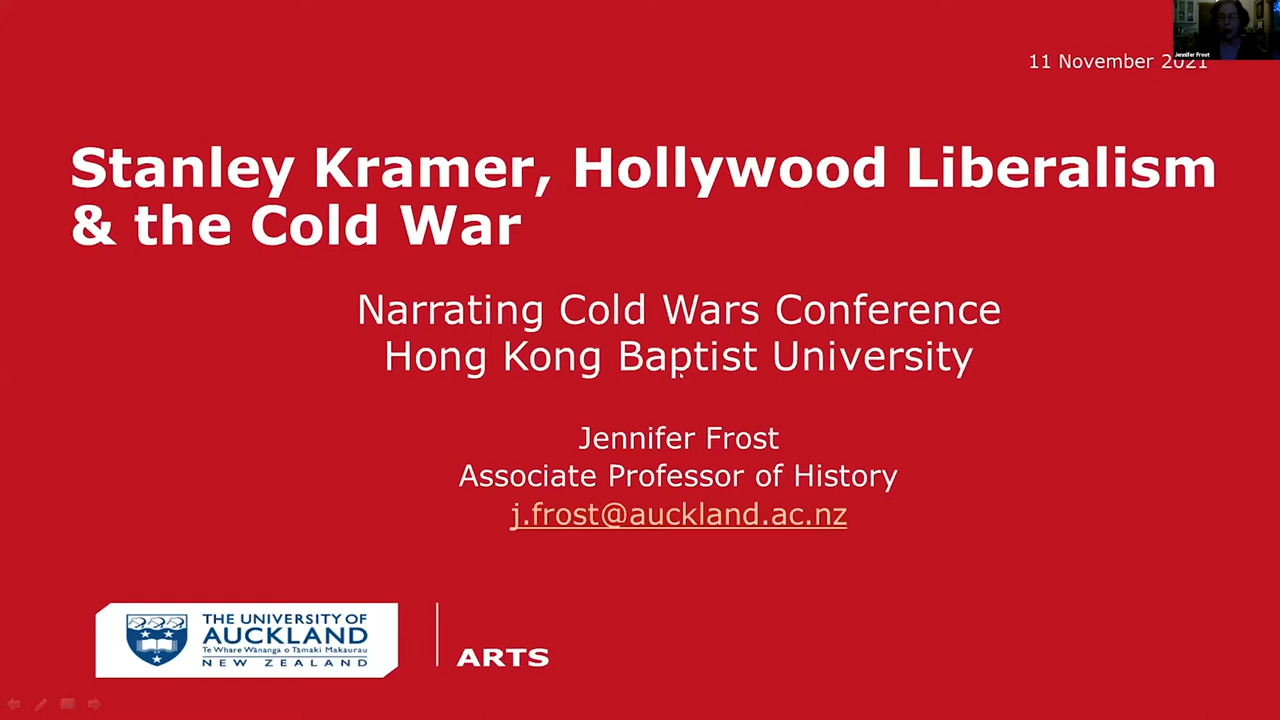 Jennifer Frost
11 November 2021
Stanley Kramer, Hollywood Liberalism
& the Cold War
Narrating Cold Wars Conference
Hong Kong Baptist University
Jennifer Frost
Associate Professor of History
j.frost@auckland.ac.nz
THE UNIVERSITY OF
AUCKLAND
Te Whare Wānanga o Tāmaki Makaurau
NEW ZEALAND
ARTS